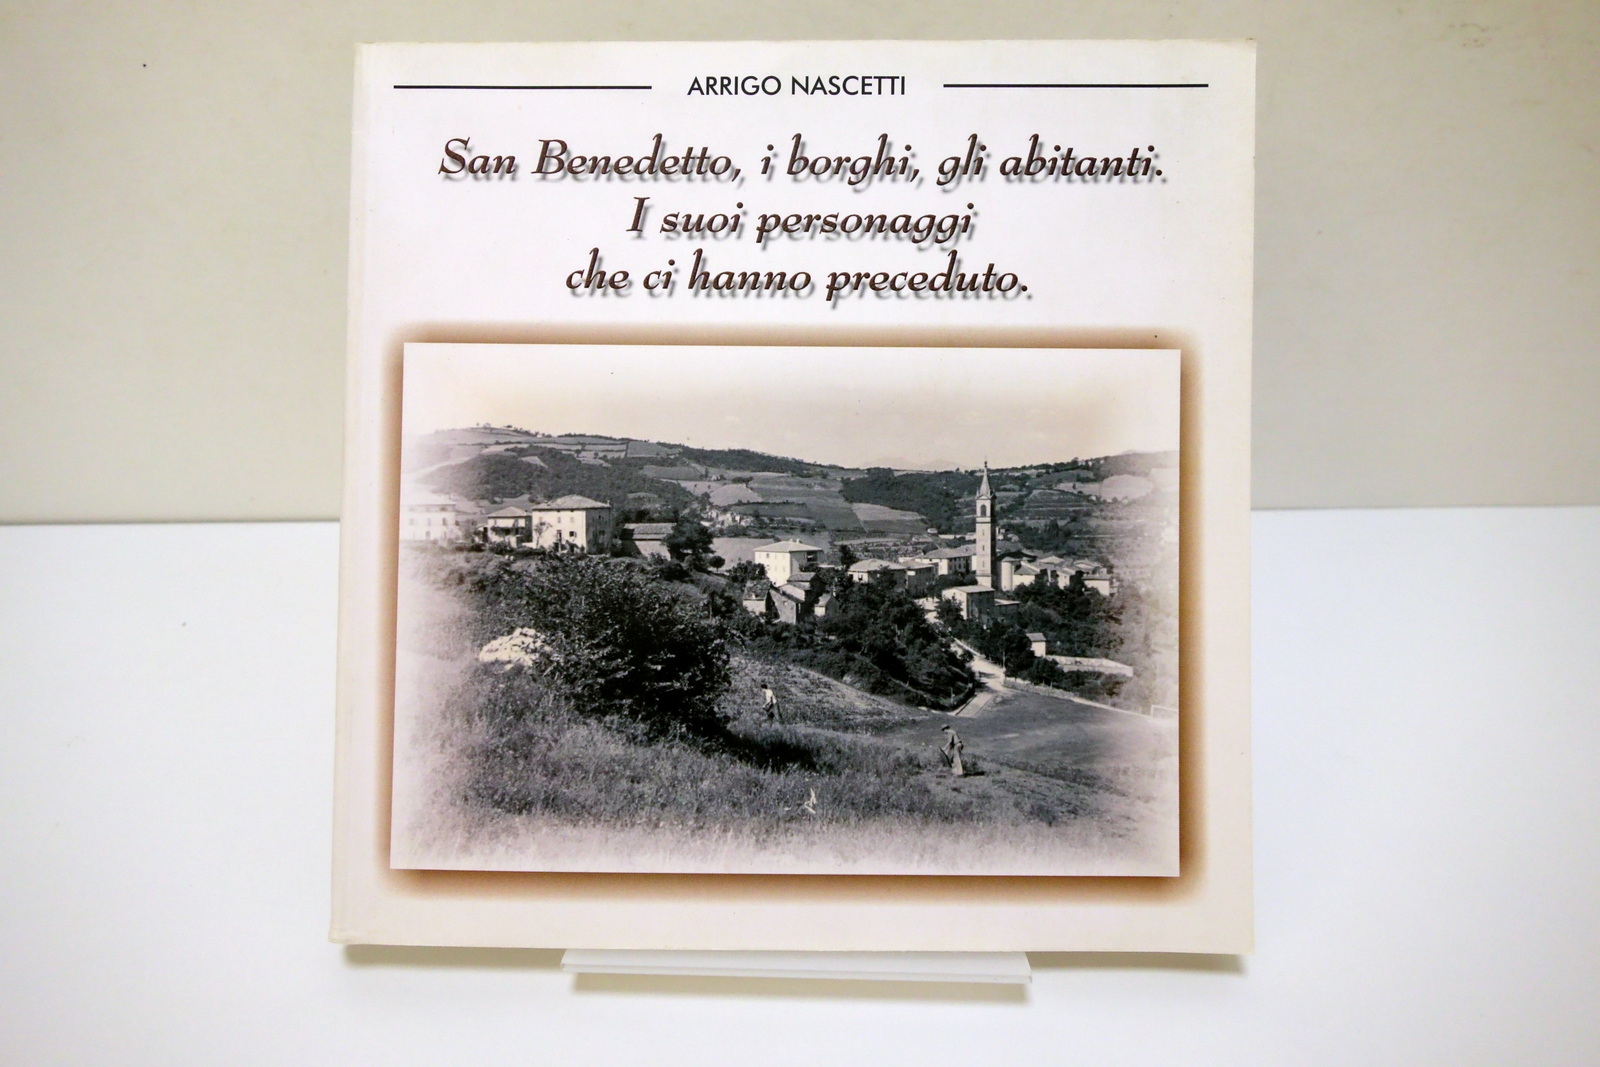 ARRIGO NASCETTI
San Benedetto, i borghi, gli abitanti.
I suoi personaggi
che ci hanno preceduto.